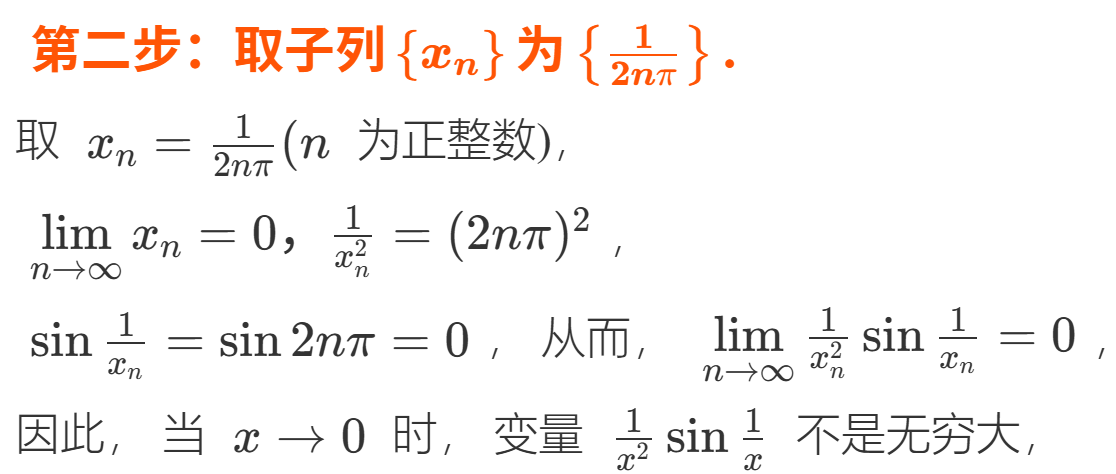 第二步：取子列 {xₙ} 为 {1/(2nπ)}．
取 xₙ = 1/(2nπ) (n 为正整数)，
lim_{n→∞} xₙ = 0，1/xₙ² = (2nπ)²，
sin 1/xₙ = sin 2nπ = 0，从而，lim_{n→∞} 1/xₙ² sin 1/xₙ = 0，
因此，当 x → 0 时，变量 1/x² sin 1/x 不是无穷大，